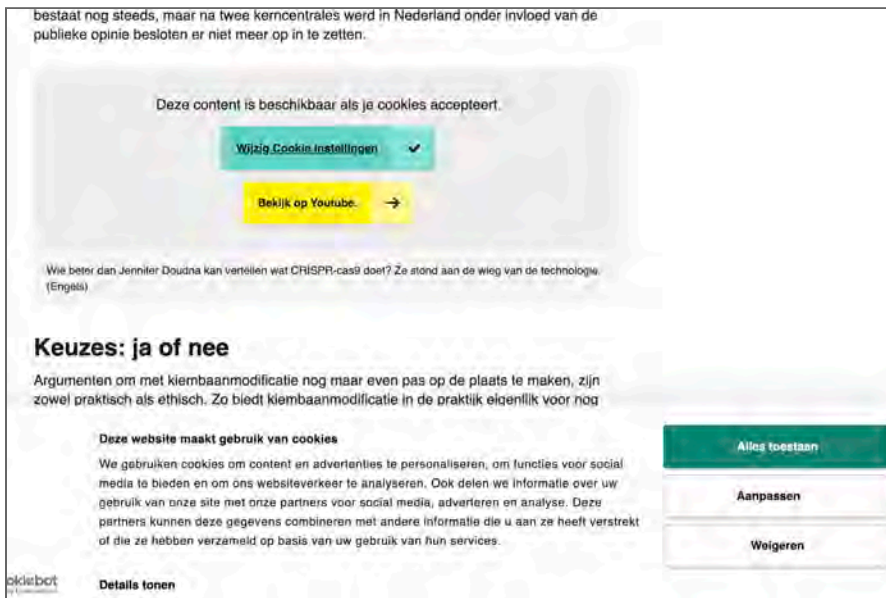 bestaat nog steeds, maar na twee kerncentrales werd in Nederland onder invloed van de
publieke opinie besloten er niet meer op in te zetten.
Deze content is beschikbaar als je cookies accepteert.
Wijzig Cookie Instellingen
Bekijk op Youtube.
Wie beter dan Jennifer Doudna kan vertellen wat CRISPR-cas9 doet? Ze stond aan de wieg van de technologie.
(Engels)
Keuzes: ja of nee
Argumenten om met kiembaanmodificatie nog maar even pas op de plaats te maken, zijn
zowel praktisch als ethisch. Zo biedt kiembaanmodificatie in de praktijk eigenlijk voor nog
Deze website maakt gebruik van cookies
We gebruiken cookies om content en advertenties te personaliseren, om functies voor social
media te bieden en om ons websiteverkeer te analyseren. Ook delen we informatie over uw
gebruik van onze site met onze partners voor social media, adverteren en analyse. Deze
partners kunnen deze gegevens combineren met andere informatie die u aan ze heeft verstrekt
of die ze hebben verzameld op basis van uw gebruik van hun services.
Details tonen
Alles toestaan
Aanpassen
Weigeren
okiebot